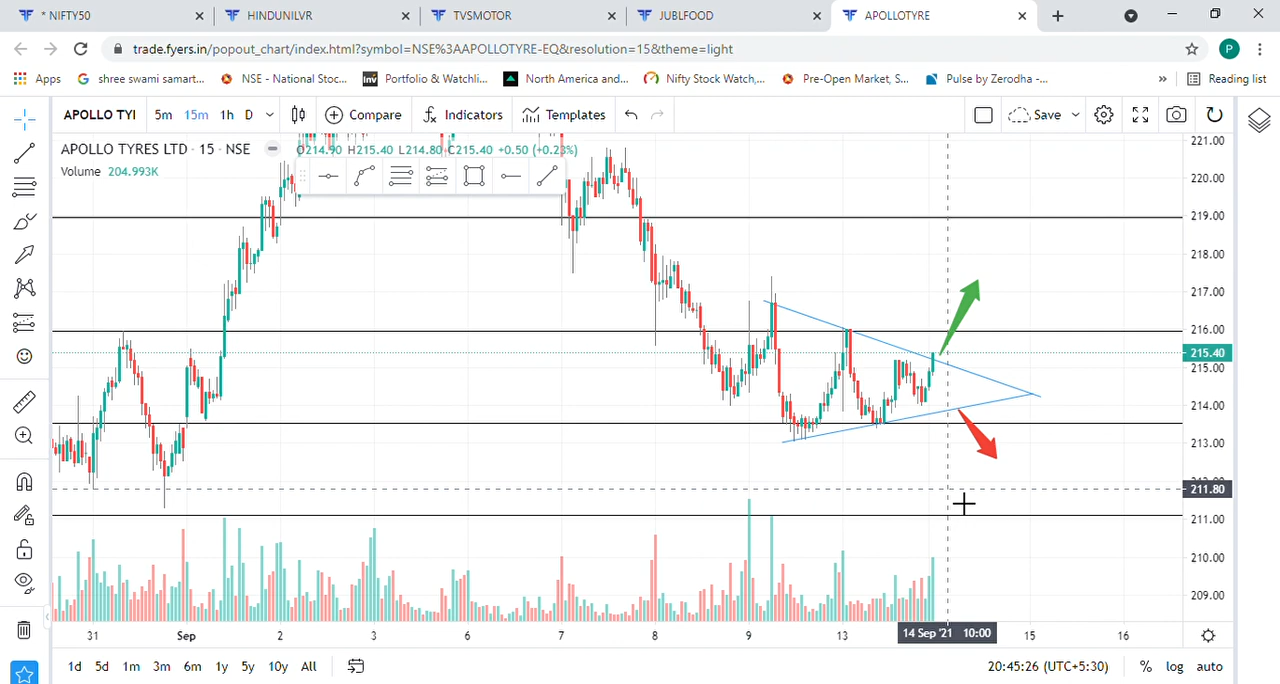 * NIFTY50 HINDUNILVR TVSMOTOR JUBLFOOD APOLLOTYRE
trade.fyers.in/popout_chart/index.html?symbol=NSE%3AAPOLLOTYRE-EQ&resolution=15&theme=light P
Apps shree swami samart... NSE - National Stoc... Inv Portfolio & Watchli... North America and... Nifty Stock Watch,... Pre-Open Market, S... Pulse by Zerodha -... » Reading list
APOLLO TYI 5m 15m 1h D Compare Indicators Templates Save
APOLLO TYRES LTD · 15 · NSE O214.90 H215.40 L214.80 C215.40 +0.50 (+0.23%)
Volume 204.993K
221.00
220.00
219.00
218.00
217.00
216.00
215.40
215.00
214.00
213.00
212.00
211.80
211.00
210.00
209.00
31 Sep 2 3 6 7 8 9 13 14 Sep '21 10:00 15 16
1d 5d 1m 3m 6m 1y 5y 10y All 20:45:26 (UTC+5:30) % log auto